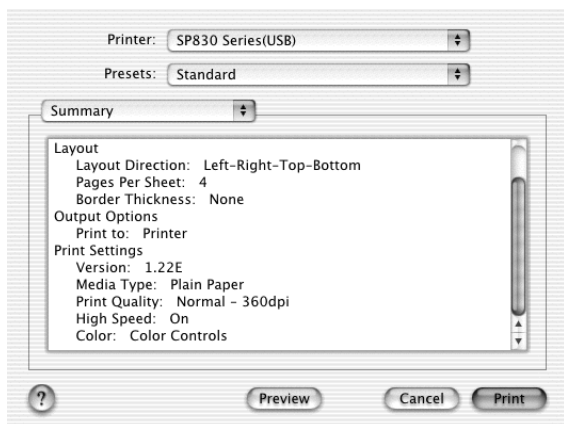 Printer: SP830 Series(USB)
Presets: Standard
Summary
Layout
Layout Direction: Left-Right-Top-Bottom
Pages Per Sheet: 4
Border Thickness: None
Output Options
Print to: Printer
Print Settings
Version: 1.22E
Media Type: Plain Paper
Print Quality: Normal – 360dpi
High Speed: On
Color: Color Controls
? Preview Cancel Print